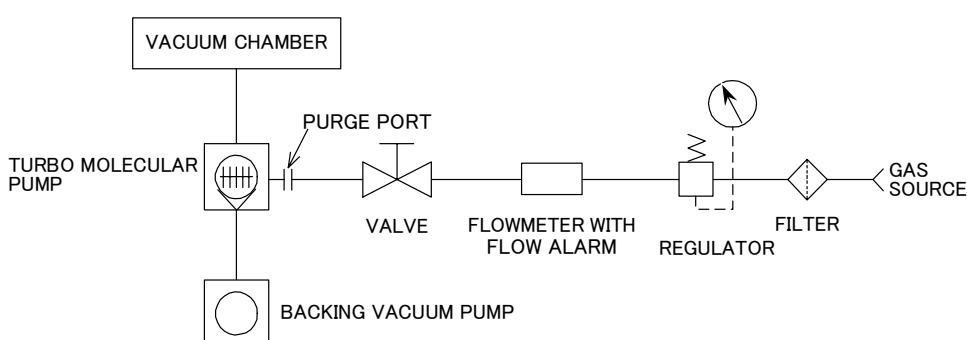 VACUUM CHAMBER
PURGE PORT
TURBO MOLECULAR
PUMP
GAS
SOURCE
VALVE
FLOWMETER WITH
FLOW ALARM
REGULATOR
FILTER
BACKING VACUUM PUMP